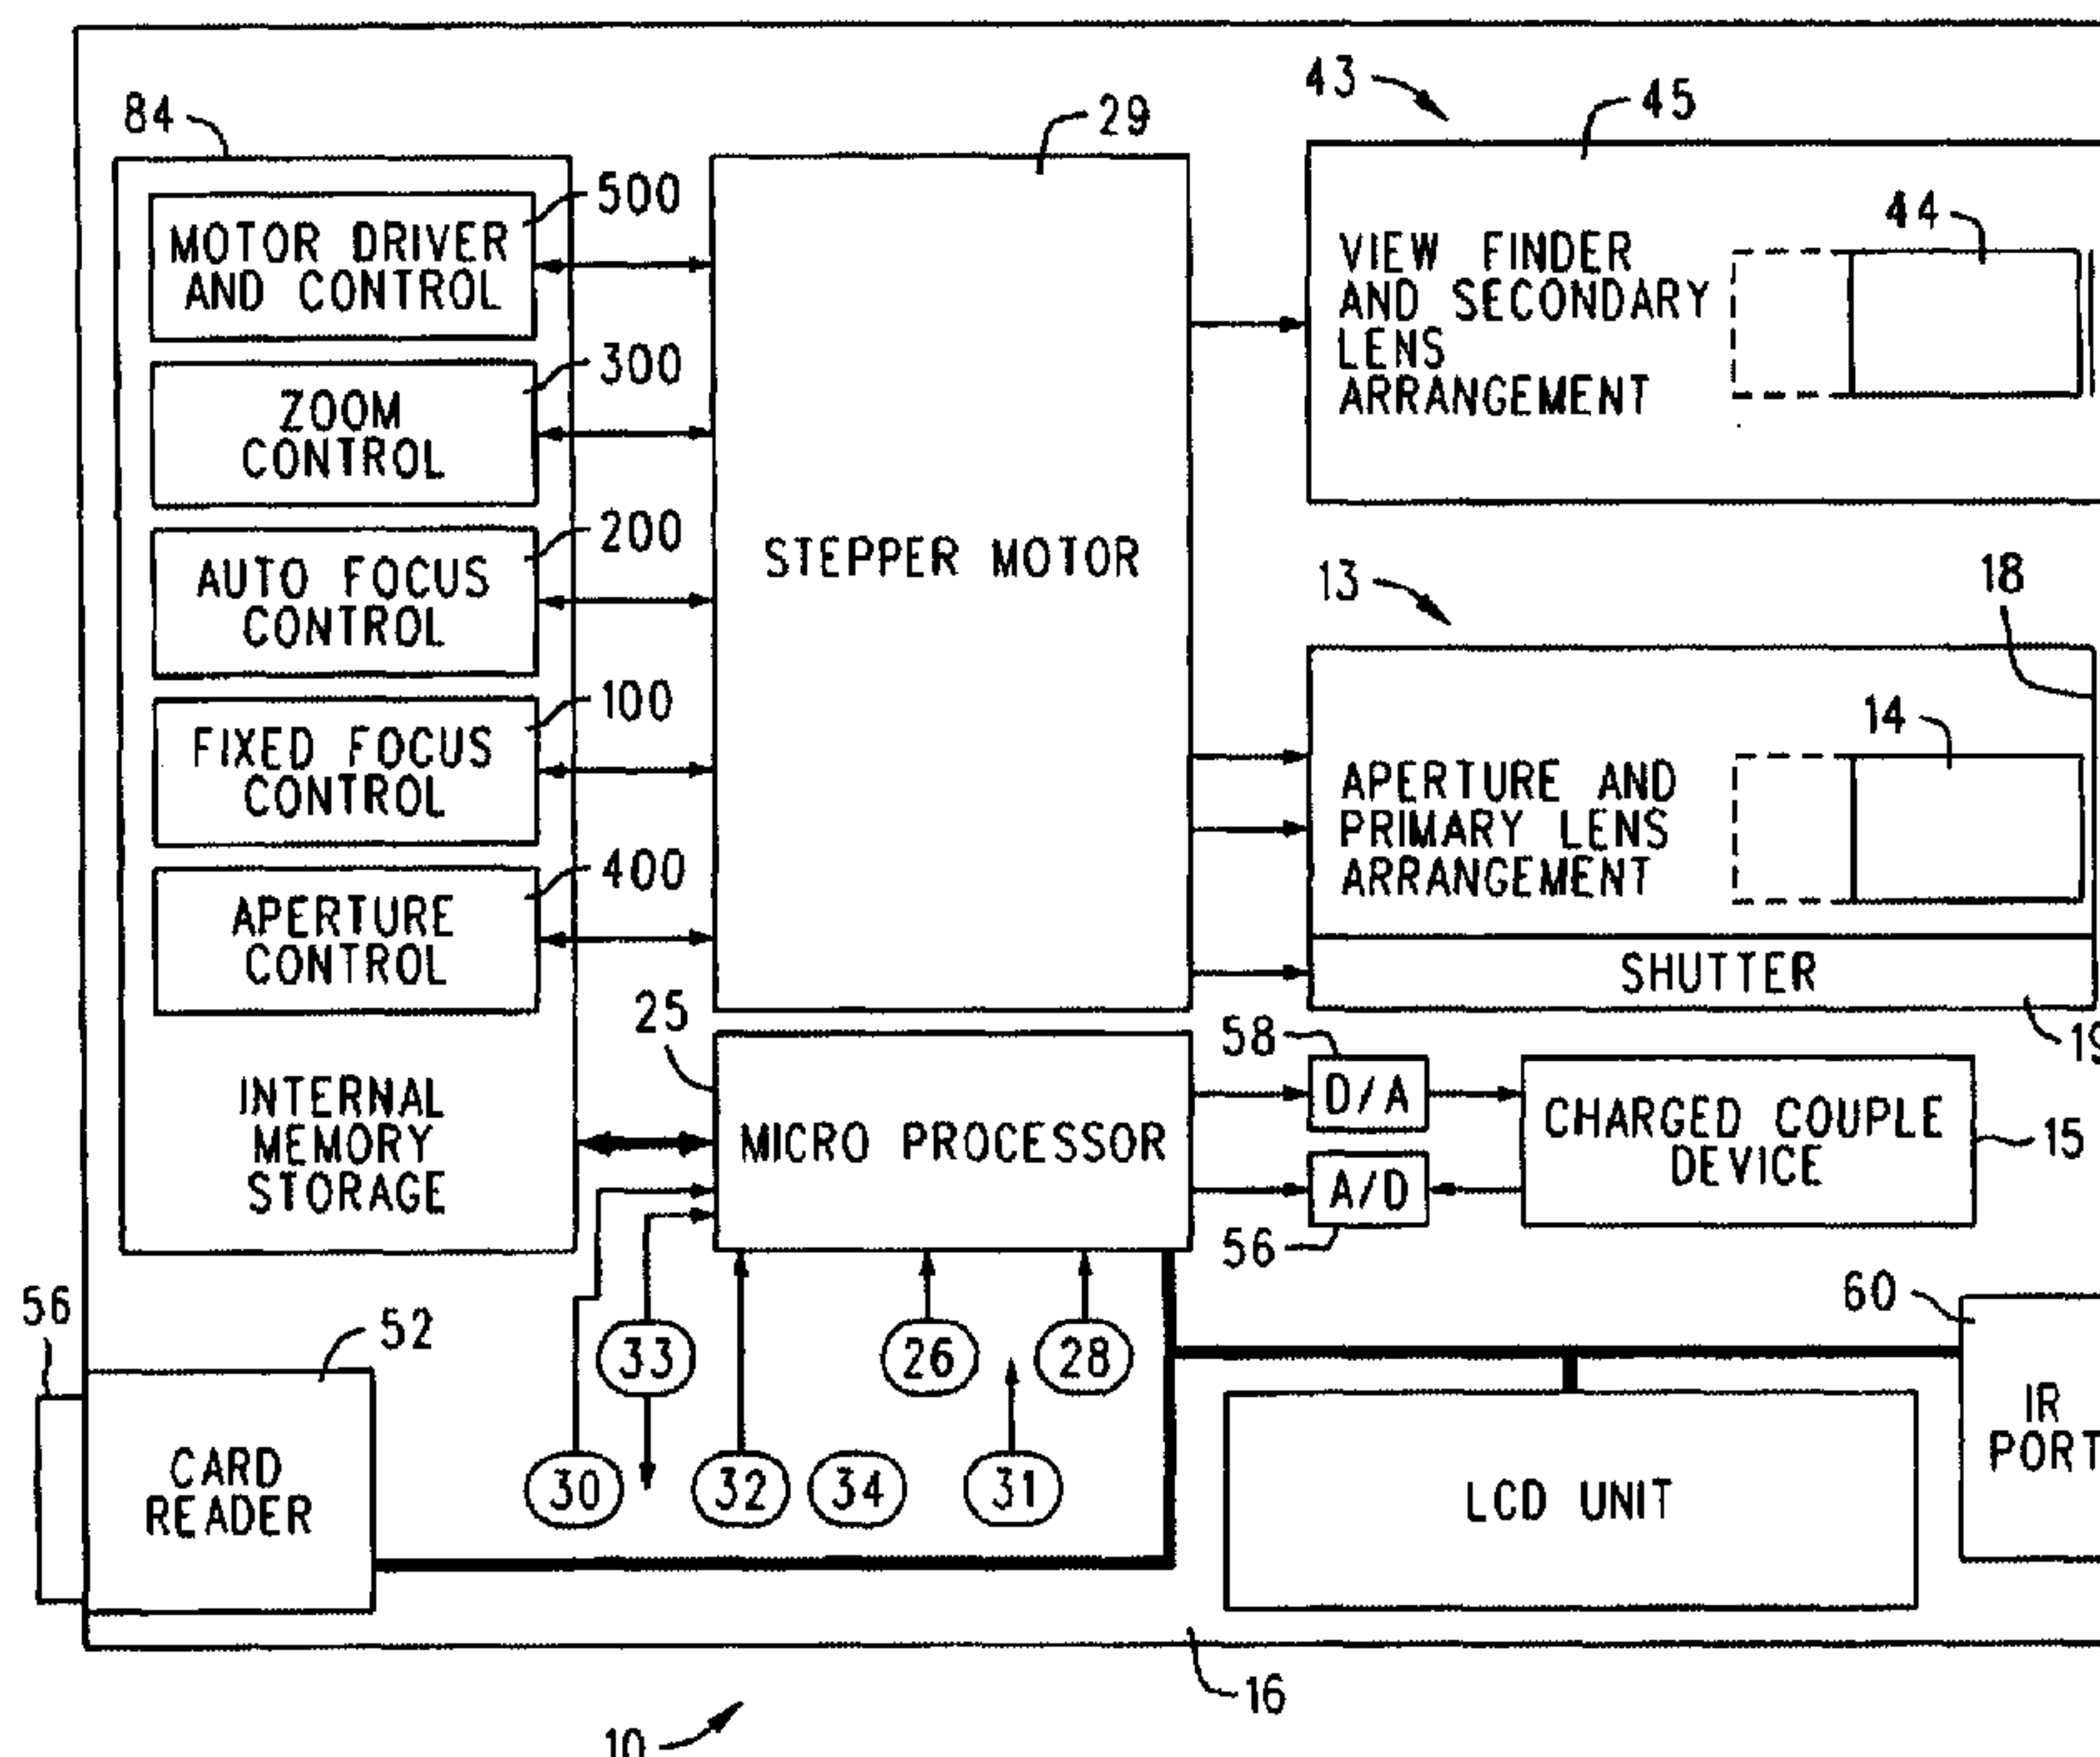 43
45
84
29
500
MOTOR DRIVER
AND CONTROL
44
VIEW FINDER
AND SECONDARY
LENS
ARRANGEMENT
300
ZOOM
CONTROL
200
AUTO FOCUS
CONTROL
STEPPER MOTOR
13
18
100
FIXED FOCUS
CONTROL
14
APERTURE AND
PRIMARY LENS
ARRANGEMENT
400
APERTURE
CONTROL
SHUTTER
19
25
58
D/A
CHARGED COUPLE
DEVICE
15
INTERNAL
MEMORY
STORAGE
MICRO PROCESSOR
A/D
56
60
56
52
33
26
28
CARD
READER
30
32
34
31
LCD UNIT
IR
PORT
16
10